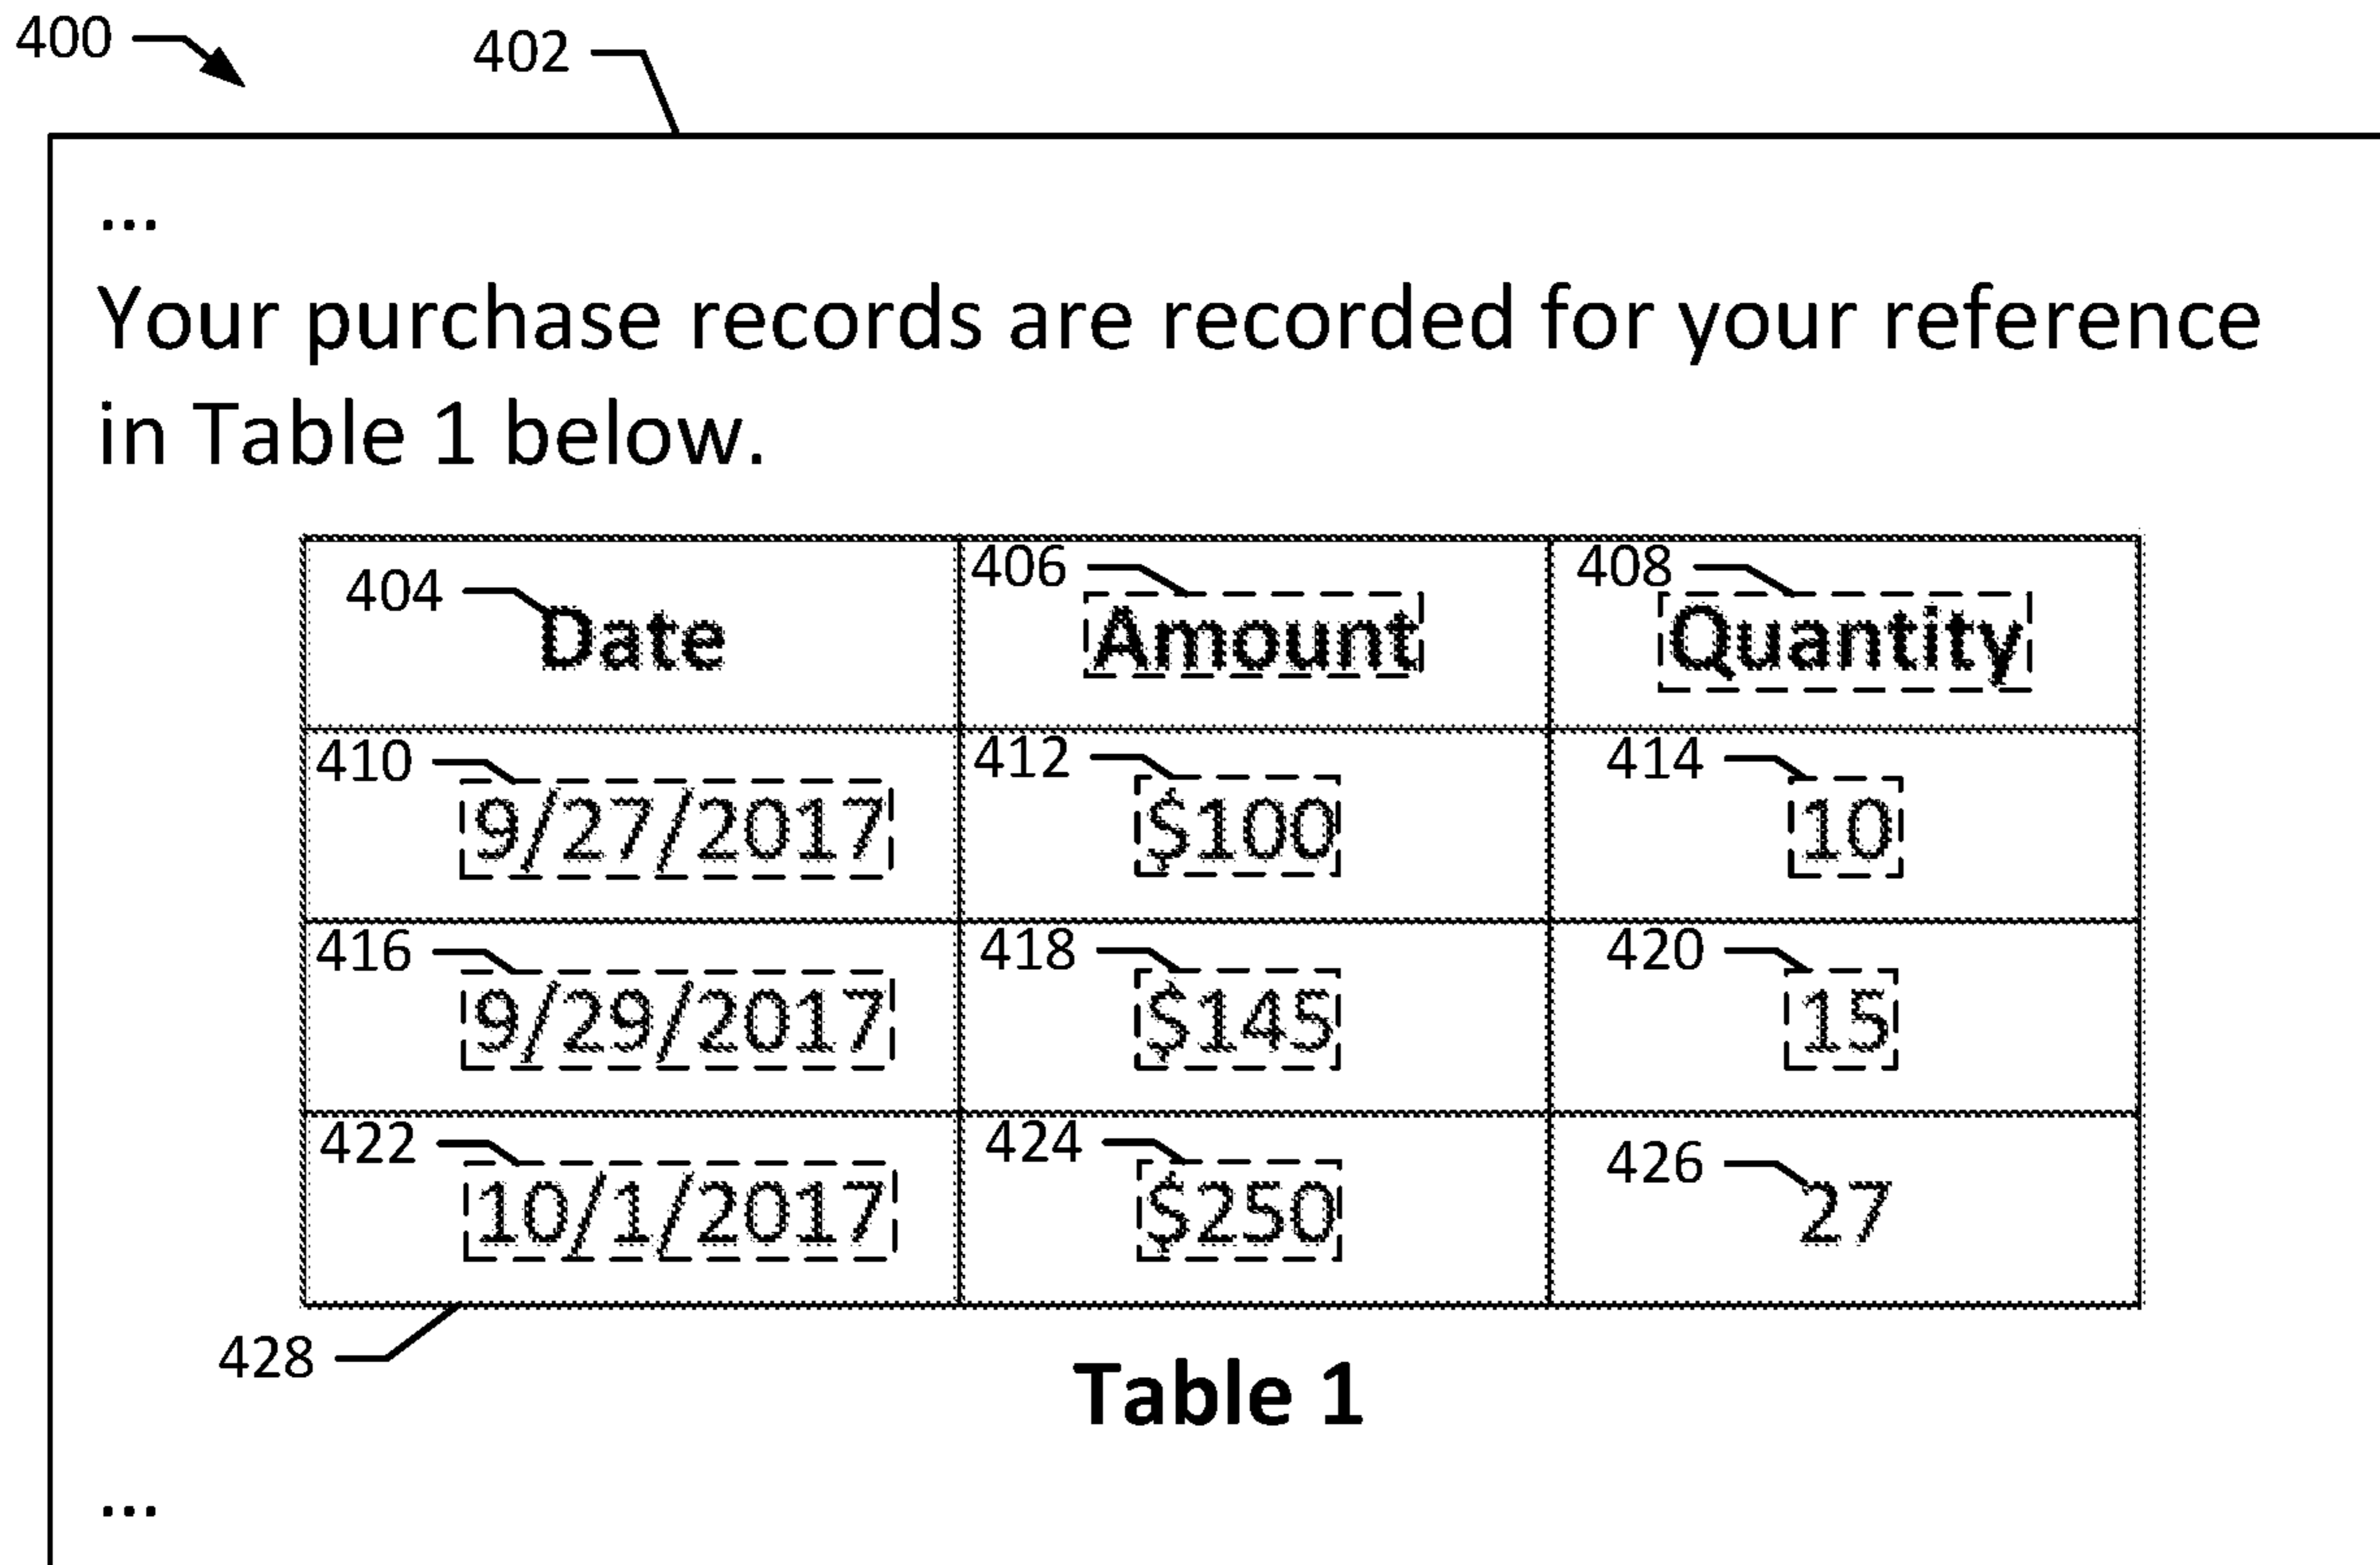 400
402
...
Your purchase records are recorded for your reference
in Table 1 below.
404 406 408
Date Amount Quantity
410 412 414
9/27/2017 $100 10
416 418 420
9/29/2017 $145 15
422 424 426
10/1/2017 $250 27
428
Table 1
...